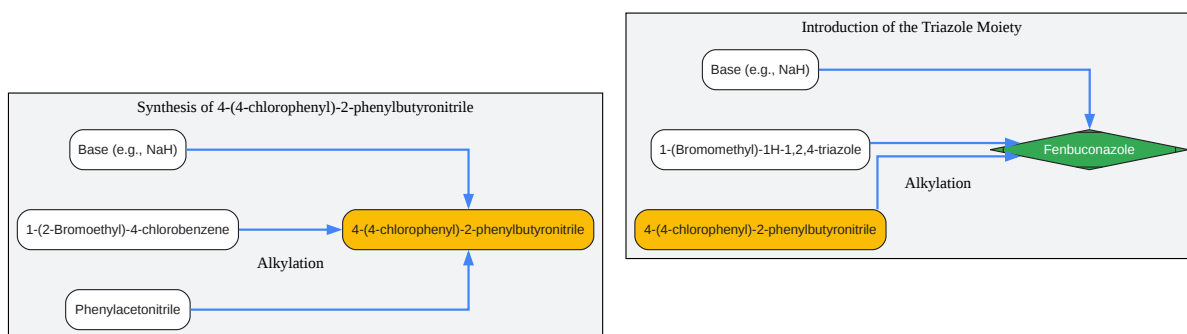 Synthesis of 4-(4-chlorophenyl)-2-phenylbutyronitrile
Base (e.g., NaH)
1-(2-Bromoethyl)-4-chlorobenzene
4-(4-chlorophenyl)-2-phenylbutyronitrile
Alkylation
Phenylacetonitrile
Introduction of the Triazole Moiety
Base (e.g., NaH)
1-(Bromomethyl)-1H-1,2,4-triazole
Fenbuconazole
Alkylation
4-(4-chlorophenyl)-2-phenylbutyronitrile